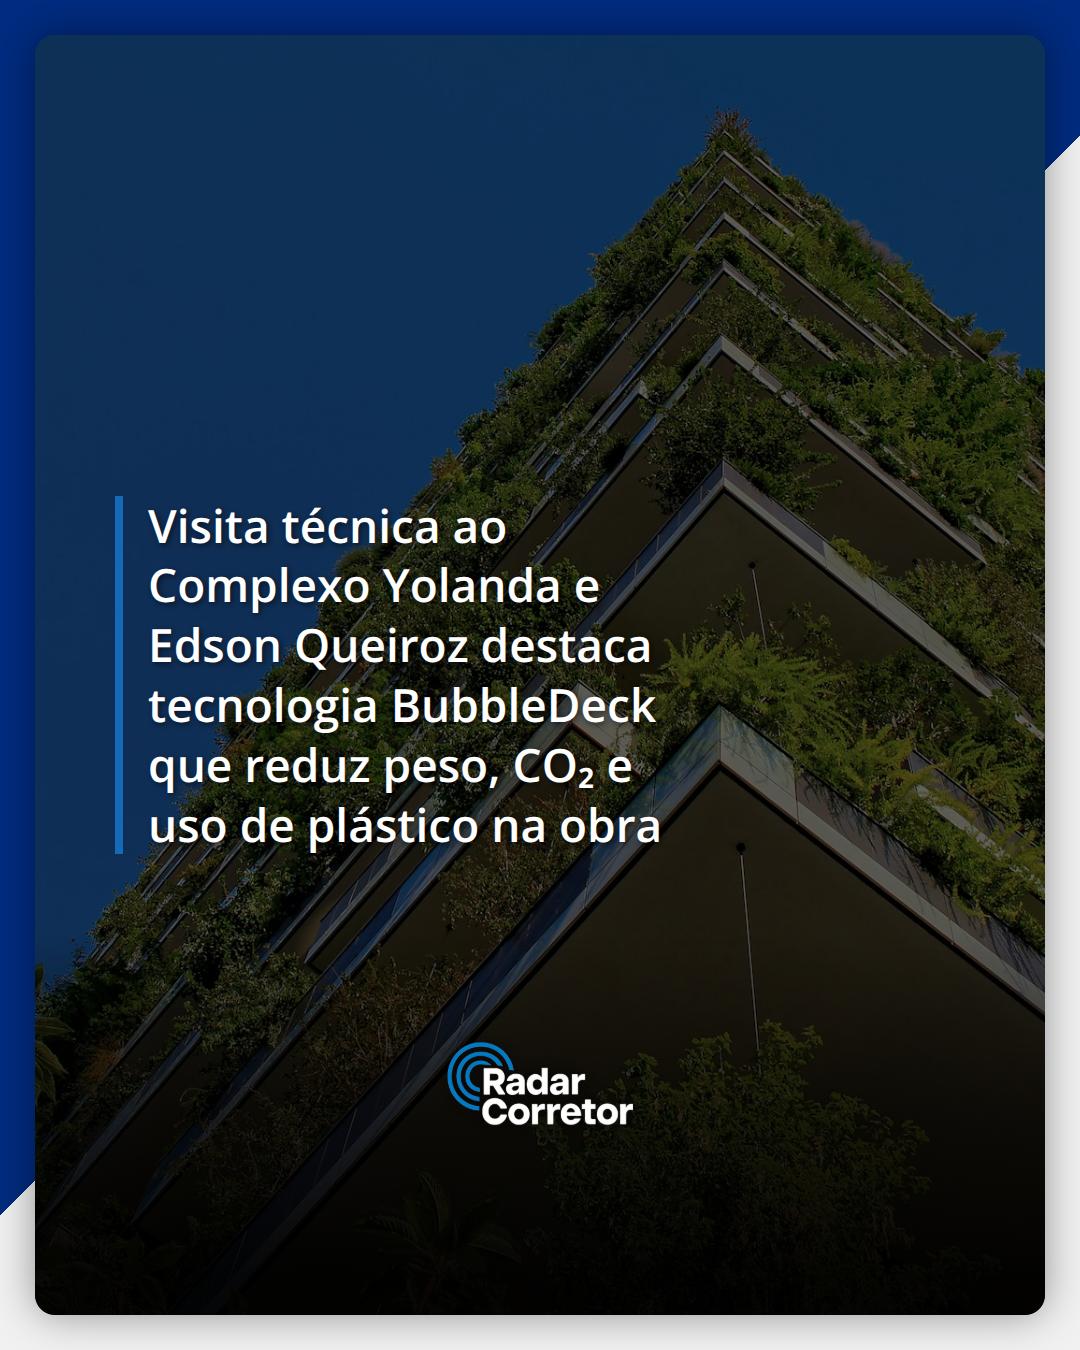 Visita técnica ao
Complexo Yolanda e
Edson Queiroz destaca
tecnologia BubbleDeck
que reduz peso, CO₂ e
uso de plástico na obra
Radar
Corretor